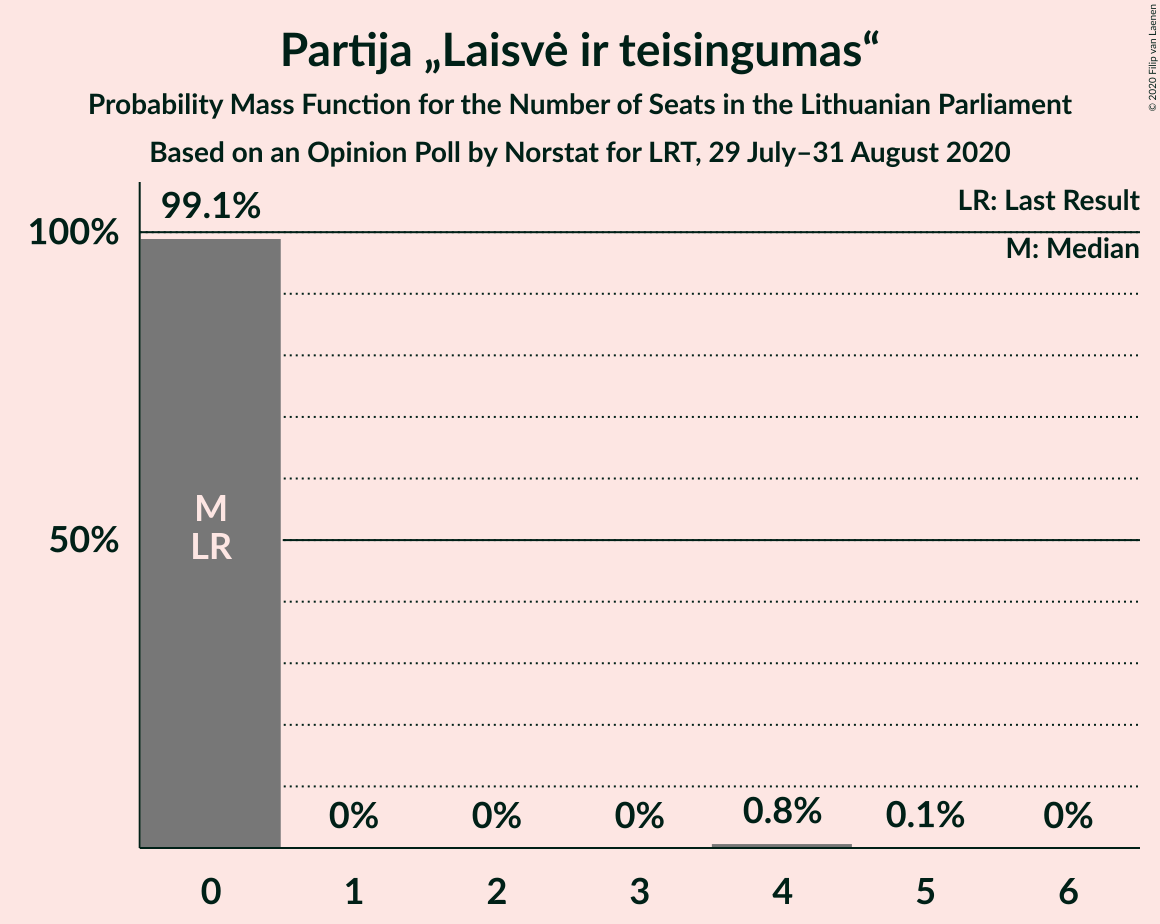 Partija „Laisvė ir teisingumas“
Probability Mass Function for the Number of Seats in the Lithuanian Parliament
Based on an Opinion Poll by Norstat for LRT, 29 July–31 August 2020
© 2020 Filip van Laenen
LR: Last Result
M: Median
99.1%
100%
50%
M
LR
0%
0%
0%
0.8%
0.1%
0%
0
1
2
3
4
5
6